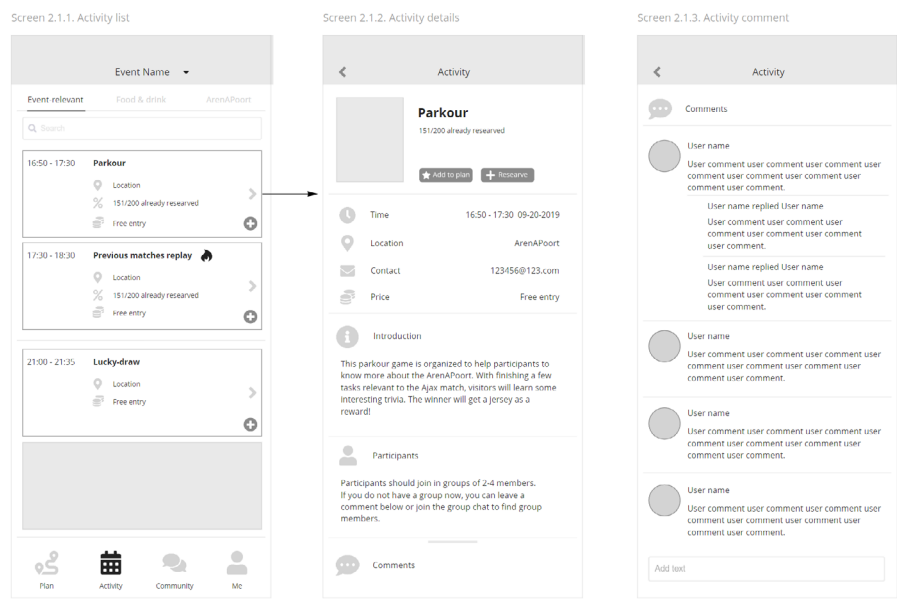 Screen 2.1.1. Activity list
Event Name
Event-relevant
Food & drink
ArenAPoort
Search
16:50 - 17:30
Parkour
Location
151/200 already researved
Free entry
17:30 - 18:30
Previous matches replay
Location
151/200 already researved
Free entry
21:00 - 21:35
Lucky-draw
Location
Free entry
Plan
Activity
Community
Me
Screen 2.1.2. Activity details
Activity
Parkour
151/200 already researved
Add to plan
Researve
Time
16:50 - 17:30 09-20-2019
Location
ArenAPoort
Contact
123456@123.com
Price
Free entry
Introduction
This parkour game is organized to help participants to
know more about the ArenAPoort. With finishing a few
tasks relevant to the Ajax match, visitors will learn some
interesting trivia. The winner will get a jersey as a
reward!
Participants
Participants should join in groups of 2-4 members.
If you do not have a group now, you can leave a
comment below or join the group chat to find group
members.
Comments
Screen 2.1.3. Activity comment
Activity
Comments
User name
User comment user comment user comment user
comment user comment user comment user
comment user comment.
User name replied User name
User comment user comment user
comment user comment user comment
user comment.
User name replied User name
User comment user comment user
comment user comment user comment
user comment.
User name
User comment user comment user comment user
comment user comment user comment user
comment user comment.
User name
User comment user comment user comment user
comment user comment user comment user
comment user comment.
User name
User comment user comment user comment user
comment user comment user comment user
comment user comment.
Add text